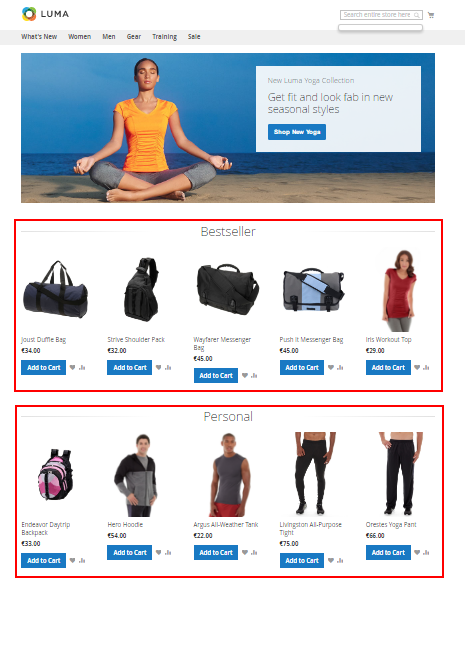 LUMA
Search entire store here
What's New Women Men Gear Training Sale
New Luma Yoga Collection
Get fit and look fab in new
seasonal styles
Shop New Yoga
Bestseller
Joust Duffle Bag
€34.00
Add to Cart
Strive Shoulder Pack
€32.00
Add to Cart
Wayfarer Messenger
Bag
€45.00
Add to Cart
Push It Messenger Bag
€45.00
Add to Cart
Iris Workout Top
€29.00
Add to Cart
Personal
Endeavor Daytrip
Backpack
€33.00
Add to Cart
Hero Hoodie
€54.00
Add to Cart
Argus All-Weather Tank
€22.00
Add to Cart
Livingston All-Purpose
Tight
€75.00
Add to Cart
Orestes Yoga Pant
€66.00
Add to Cart